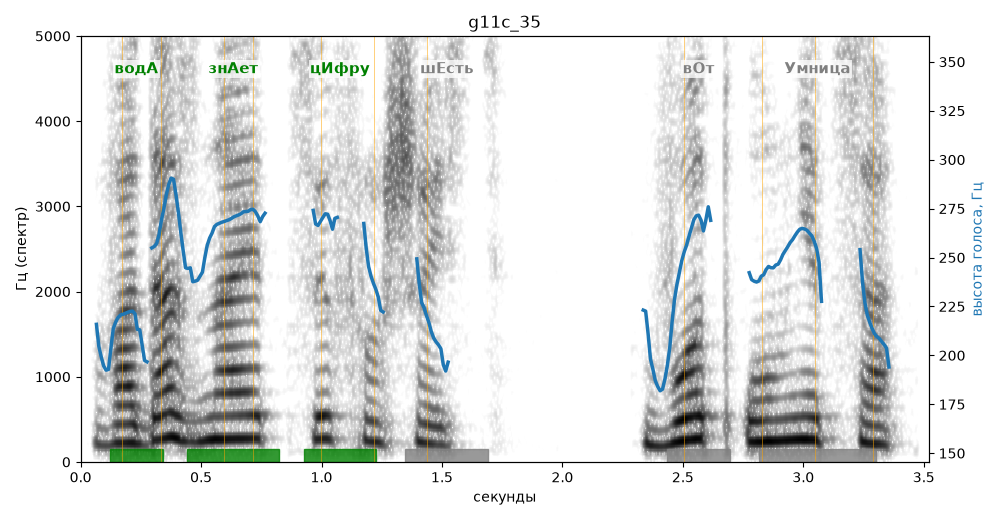 g11c_35
водА знАет цИфру шЕсть вОт Умница
Гц (спектр)
5000
4000
3000
2000
1000
0
350
325
300
275
250
225
200
175
150
высота голоса, Гц
0.0 0.5 1.0 1.5 2.0 2.5 3.0 3.5
секунды